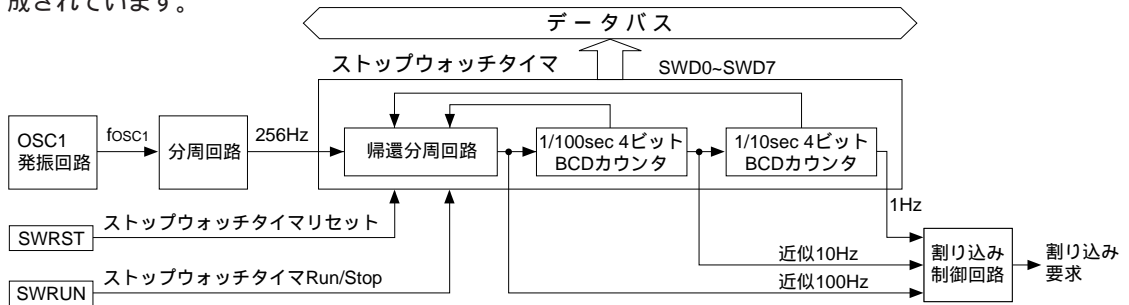 成されています。
データバス
ストップウォッチタイマ
SWD0~SWD7
OSC1
発振回路
fOSC1
分周回路
256Hz
帰還分周回路
1/100sec 4ビット
BCDカウンタ
1/10sec 4ビット
BCDカウンタ
1Hz
SWRST
ストップウォッチタイマリセット
近似10Hz
割り込み
制御回路
割り込み
要求
SWRUN
ストップウォッチタイマRun/Stop
近似100Hz